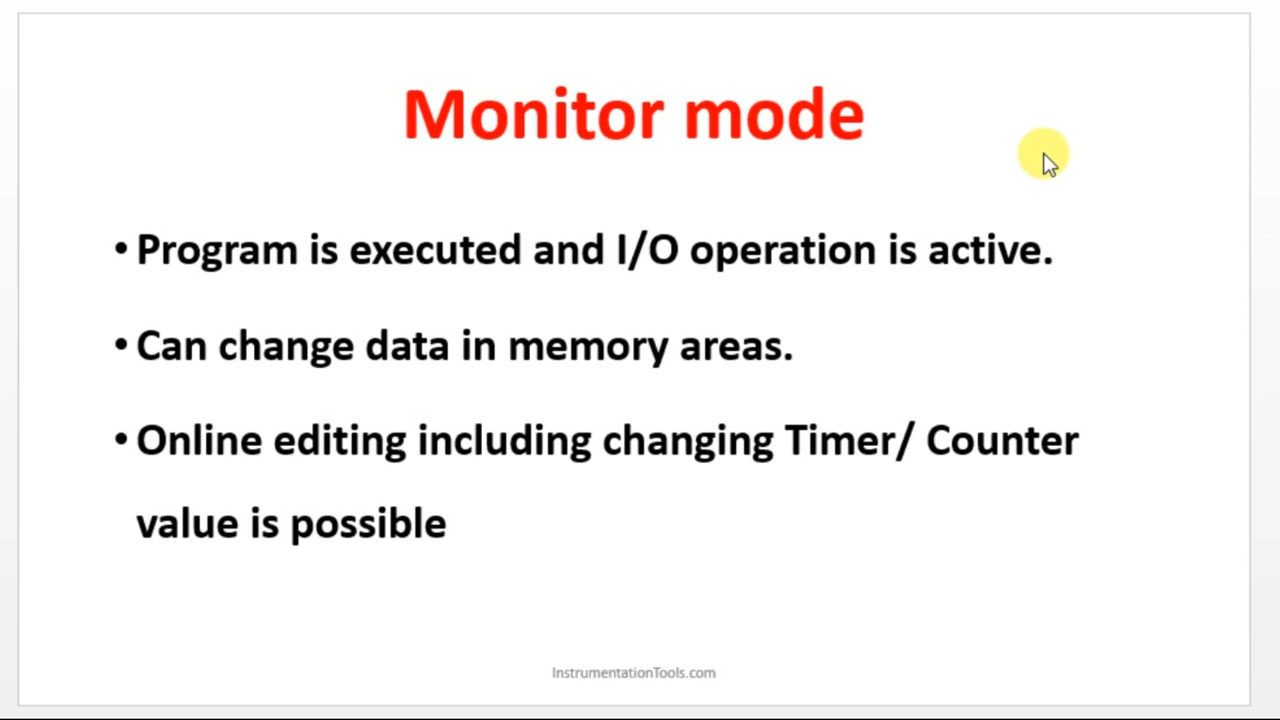 Monitor mode
• Program is executed and I/O operation is active.
• Can change data in memory areas.
• Online editing including changing Timer/ Counter
value is possible
InstrumentationTools.com